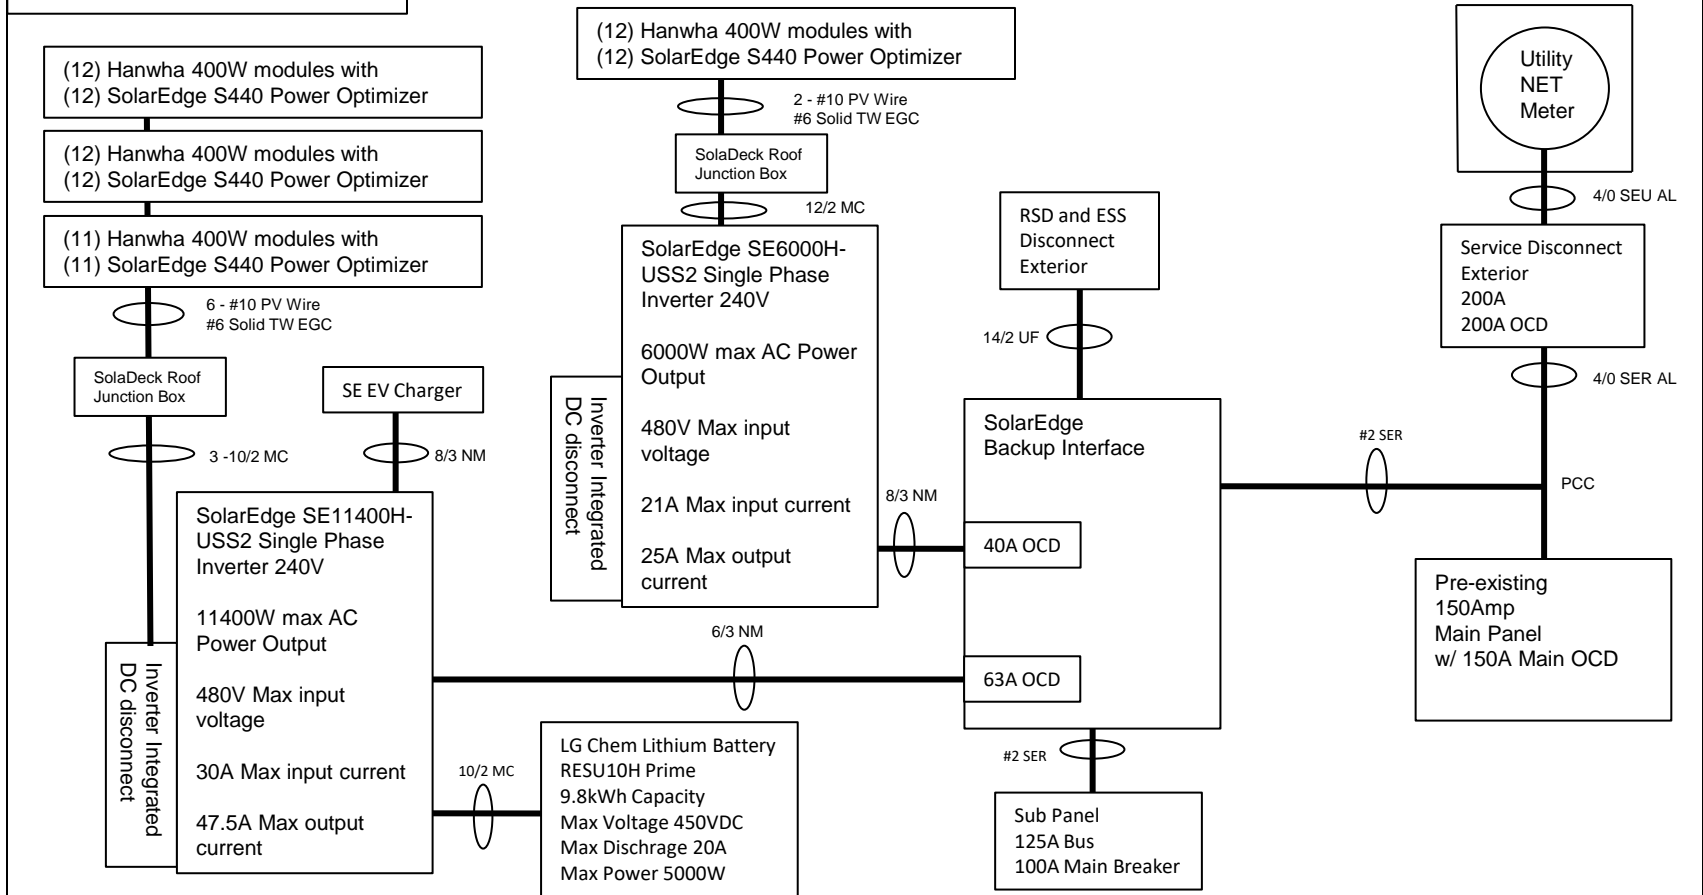 (12) Hanwha 400W modules with
(12) SolarEdge S440 Power Optimizer
(12) Hanwha 400W modules with
(12) SolarEdge S440 Power Optimizer
(11) Hanwha 400W modules with
(11) SolarEdge S440 Power Optimizer
6 - #10 PV Wire
#6 Solid TW EGC
SolaDeck Roof
Junction Box
3 -10/2 MC
SE EV Charger
8/3 NM
Inverter Integrated
DC disconnect
SolarEdge SE11400H-
USS2 Single Phase
Inverter 240V
11400W max AC
Power Output
480V Max input
voltage
30A Max input current
47.5A Max output
current
10/2 MC
LG Chem Lithium Battery
RESU10H Prime
9.8kWh Capacity
Max Voltage 450VDC
Max Dischrage 20A
Max Power 5000W
(12) Hanwha 400W modules with
(12) SolarEdge S440 Power Optimizer
2 - #10 PV Wire
#6 Solid TW EGC
SolaDeck Roof
Junction Box
12/2 MC
Inverter Integrated
DC disconnect
SolarEdge SE6000H-
USS2 Single Phase
Inverter 240V
6000W max AC Power
Output
480V Max input
voltage
21A Max input current
25A Max output
current
8/3 NM
6/3 NM
RSD and ESS
Disconnect
Exterior
14/2 UF
SolarEdge
Backup Interface
40A OCD
63A OCD
#2 SER
Sub Panel
125A Bus
100A Main Breaker
#2 SER
Utility
NET
Meter
4/0 SEU AL
Service Disconnect
Exterior
200A
200A OCD
4/0 SER AL
PCC
Pre-existing
150Amp
Main Panel
w/ 150A Main OCD